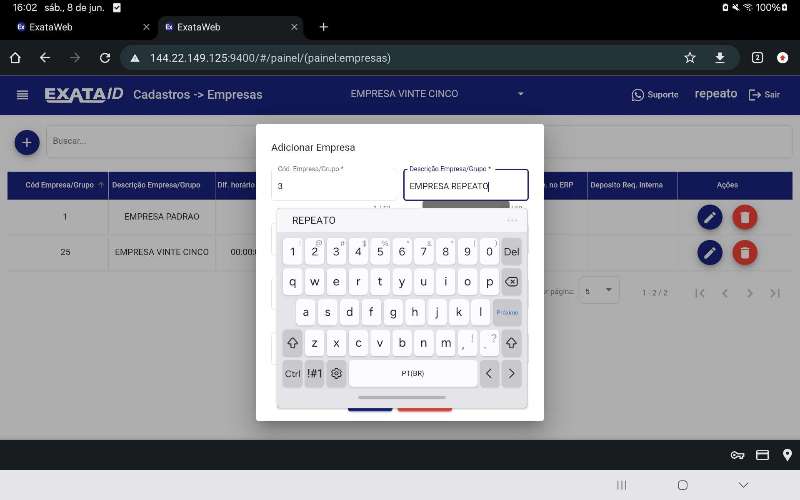 16:02 sáb., 8 de jun. 100%
ExataWeb ExataWeb
144.22.149.125:9400/#/painel/(painel:empresas) 2
EXATA/ID Cadastros -> Empresas EMPRESA VINTE CINCO Suporte repeato Sair
Buscar...
Cód Empresa/Grupo Descrição Empresa/Grupo Dif. horário no ERP Deposito Req. Interna Ações
1 EMPRESA PADRAO
25 EMPRESA VINTE CINCO 00:00:
página: 5 1 - 2 / 2
Adicionar Empresa
Cód. Empresa/Grupo * Descrição Empresa/Grupo *
3 EMPRESA REPEATO
REPEATO ...
1 2 3 4 5 6 7 8 9 0 Del
q w e r t y u i o p
a s d f g h j k l Próximo
z x c v b n m , ! . ?
Ctrl !#1 PT(BR) < >